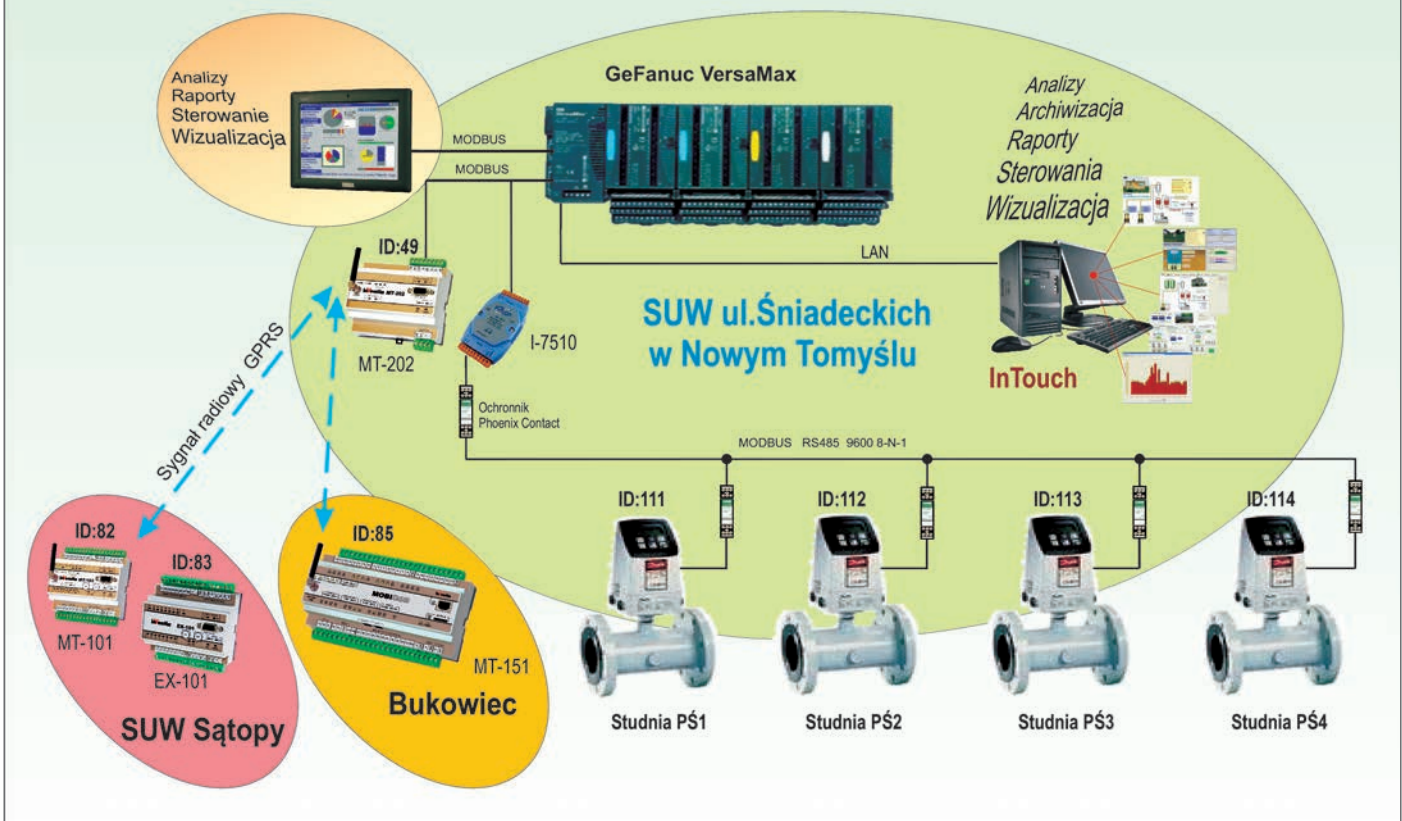 Analizy
Raporty
Sterowanie
Wizualizacja
GeFanuc VersaMax
Analizy
Archiwizacja
Raporty
Sterowania
Wizualizacja
MODBUS
MODBUS
LAN
ID:49
MT-202
I-7510
SUW ul.Śniadeckich
w Nowym Tomyślu
InTouch
Ochronnik
Phoenix Contact
Sygnał radiowy GPRS
MODBUS RS485 9600 8-N-1
ID:111
ID:112
ID:113
ID:114
ID:82
ID:83
MT-101
EX-101
SUW Sątopy
ID:85
MT-151
Bukowiec
Studnia PŚ1
Studnia PŚ2
Studnia PŚ3
Studnia PŚ4